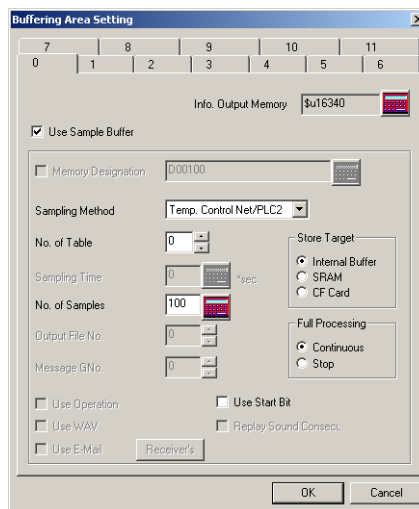 Buffering Area Setting
7 8 9 10 11
0 1 2 3 4 5 6
Info. Output Memory $u16340
Use Sample Buffer
Memory Designation D00100
Sampling Method Temp. Control Net/PLC2
No. of Table 0
Store Target
Internal Buffer
Sampling Time 0 *sec
SRAM
No. of Samples 100
CF Card
Output File No. 0
Full Processing
Continuous
Message GNo. 0
Stop
Use Operation
Use Start Bit
Use WAV
Replay Sound Consecu
Use E-Mail Receiver's
OK Cancel